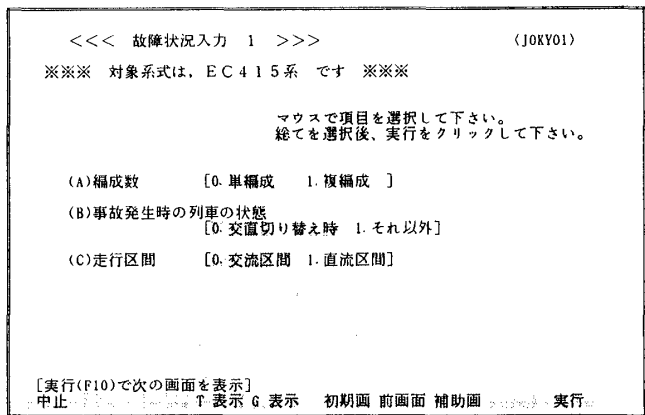 <<< 故障状況入力 1 >>> (JOKYO1)
※※※ 対象系式は, EC415系 です ※※※
マウスで項目を選択して下さい。
総てを選択後、実行をクリックして下さい。
(A)編成数 [0. 単編成 1. 複編成 ]
(B)事故発生時の列車の状態
[0. 交直切り替え時 1. それ以外]
(C)走行区間 [0. 交流区間 1. 直流区間]
[実行(F10)で次の画面を表示]
中止 T 表示 G 表示 初期画 前画面 補助画 実行